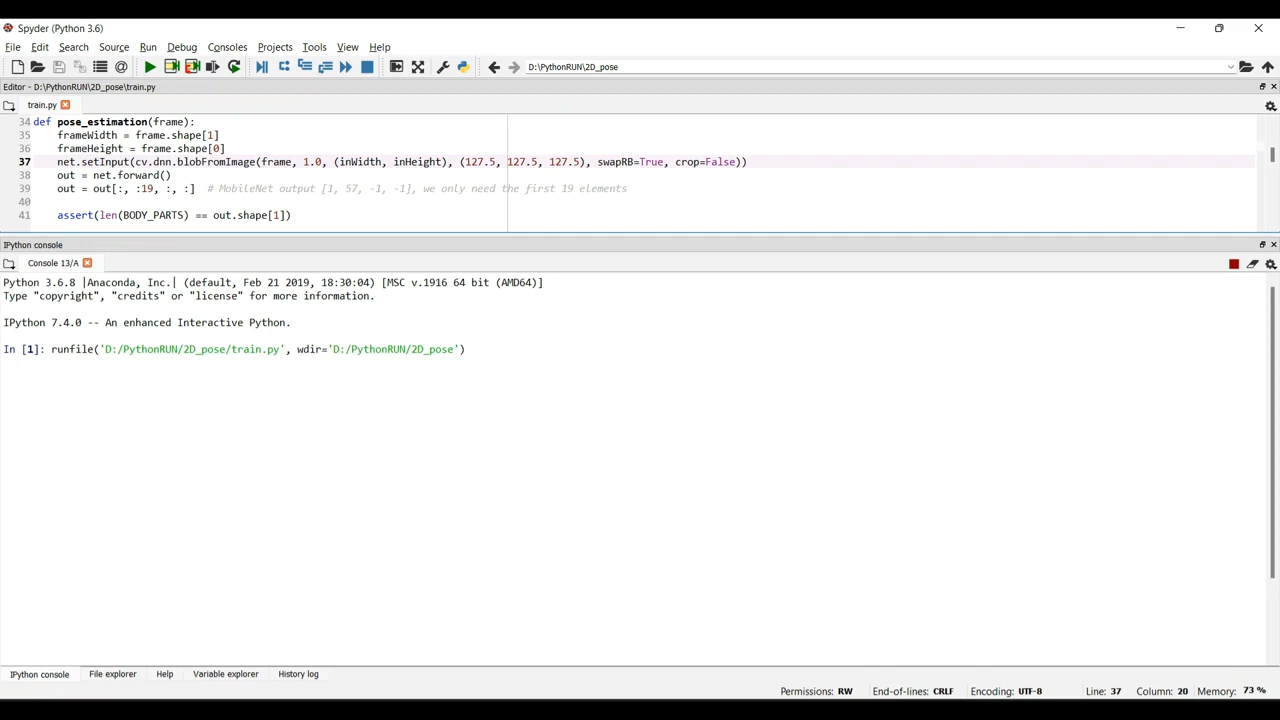 Spyder (Python 3.6)
File Edit Search Source Run Debug Consoles Projects Tools View Help
D:\PythonRUN\2D_pose
Editor - D:\PythonRUN\2D_pose\train.py
train.py
34 def pose_estimation(frame):
35 frameWidth = frame.shape[1]
36 frameHeight = frame.shape[0]
37 net.setInput(cv.dnn.blobFromImage(frame, 1.0, (inWidth, inHeight), (127.5, 127.5, 127.5), swapRB=True, crop=False))
38 out = net.forward()
39 out = out[:, :19, :, :] # MobileNet output [1, 57, -1, -1], we only need the first 19 elements
40
41 assert(len(BODY_PARTS) == out.shape[1])
IPython console
Console 13/A
Python 3.6.8 |Anaconda, Inc.| (default, Feb 21 2019, 18:30:04) [MSC v.1916 64 bit (AMD64)]
Type "copyright", "credits" or "license" for more information.
IPython 7.4.0 -- An enhanced Interactive Python.
In [1]: runfile('D:/PythonRUN/2D_pose/train.py', wdir='D:/PythonRUN/2D_pose')
IPython console File explorer Help Variable explorer History log
Permissions: RW End-of-lines: CRLF Encoding: UTF-8 Line: 37 Column: 20 Memory: 73 %